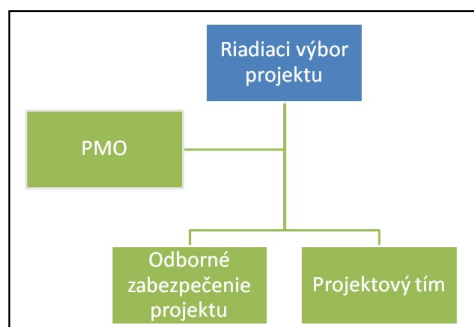 Riadiaci výbor
projektu
PMO
Odborné
zabezpečenie
projektu
Projektový tím